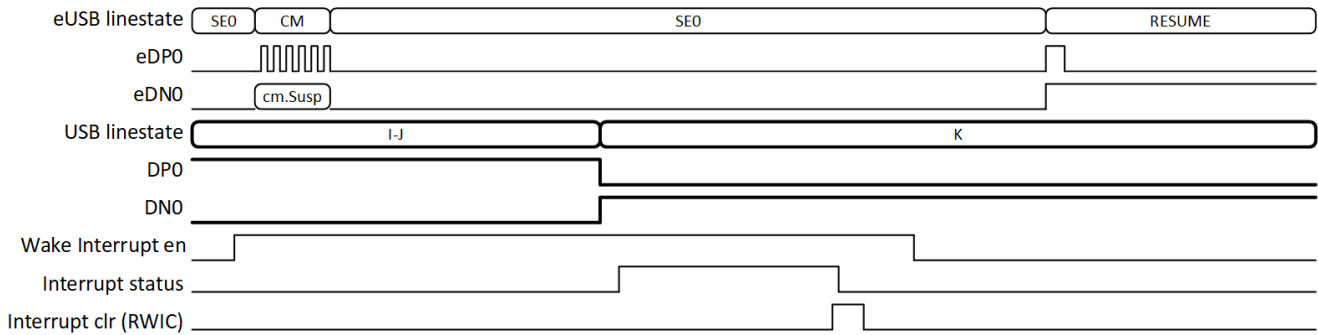 eUSB linestate SE0 CM SE0 RESUME
eDP0
eDN0 cm.Susp
USB linestate I-J K
DP0
DN0
Wake Interrupt en
Interrupt status
Interrupt clr (RWIC)